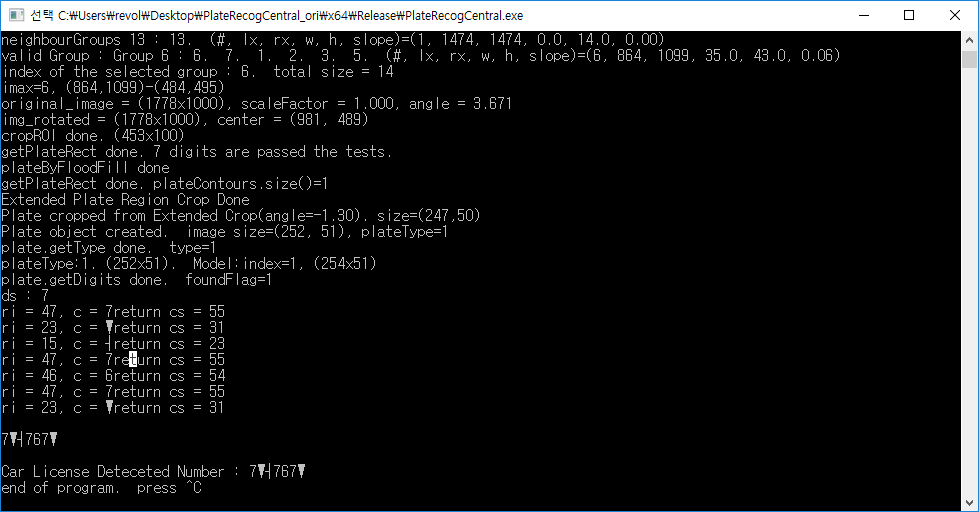 선택 C:₩Users₩revol₩Desktop₩PlateRecogCentral_ori₩x64₩Release₩PlateRecogCentral.exe
neighbourGroups 13 : 13.  (#, lx, rx, w, h, slope)=(1, 1474, 1474, 0.0, 14.0, 0.00)
valid Group : Group 6 : 6.  7.  1.  2.  3.  5.  (#, lx, rx, w, h, slope)=(6, 864, 1099, 35.0, 43.0, 0.06)
index of the selected group : 6.  total size = 14
imax=6, (864,1099)-(484,495)
original_image = (1778x1000), scaleFactor = 1.000, angle = 3.671
img_rotated = (1778x1000), center = (981, 489)
cropROI done. (453x100)
getPlateRect done. 7 digits are passed the tests.
plateByFloodFill done
getPlateRect done. plateContours.size()=1
Extended Plate Region Crop Done
Plate cropped from Extended Crop(angle=-1.30). size=(247,50)
Plate object created.  image size=(252, 51), plateType=1
plate.getType done.  type=1
plateType:1. (252x51).  Model:index=1, (254x51)
plate.getDigits done.  foundFlag=1
ds : 7
ri = 47, c = 7return cs = 55
ri = 23, c = ▼return cs = 31
ri = 15, c = ┤return cs = 23
ri = 47, c = 7return cs = 55
ri = 46, c = 6return cs = 54
ri = 47, c = 7return cs = 55
ri = 23, c = ▼return cs = 31
7▼┤767▼
Car License Deteceted Number : 7▼┤767▼
end of program.  press ^C